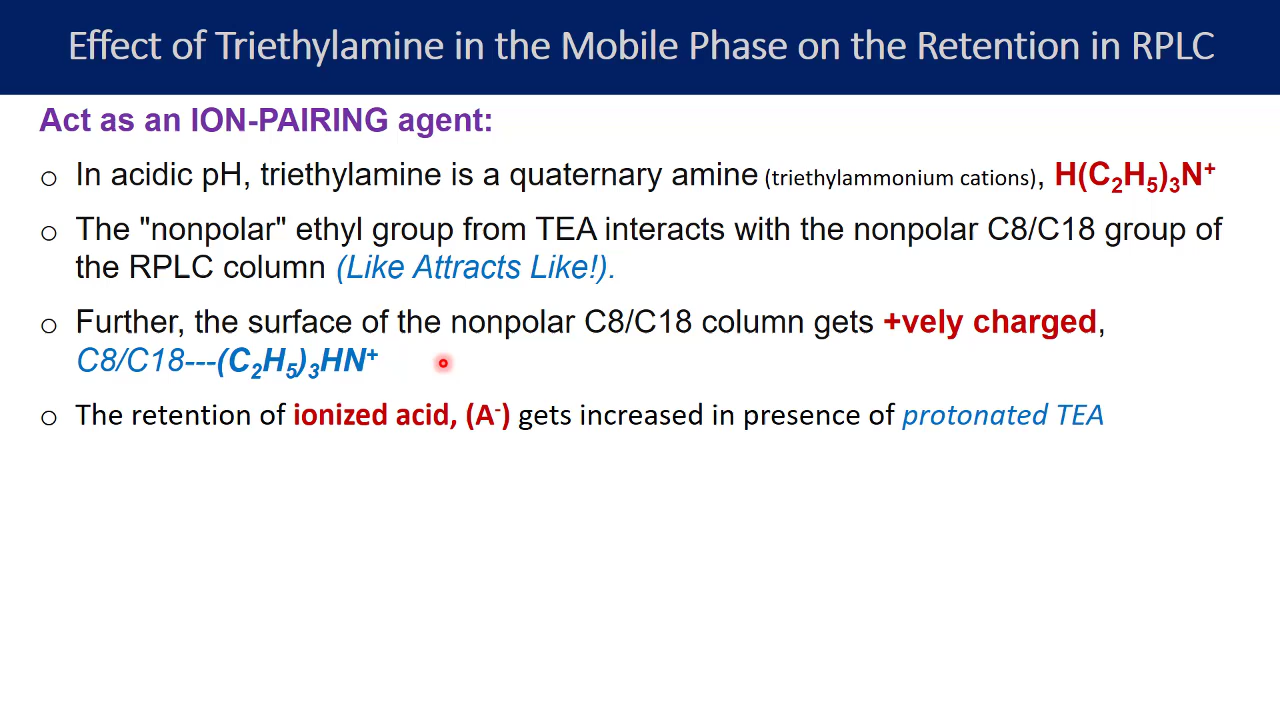 Effect of Triethylamine in the Mobile Phase on the Retention in RPLC
Act as an ION-PAIRING agent:
o In acidic pH, triethylamine is a quaternary amine (triethylammonium cations), H(C₂H₅)₃N⁺
o The "nonpolar" ethyl group from TEA interacts with the nonpolar C8/C18 group of
the RPLC column (Like Attracts Like!).
o Further, the surface of the nonpolar C8/C18 column gets +vely charged,
C8/C18---(C₂H₅)₃HN⁺
o The retention of ionized acid, (A⁻) gets increased in presence of protonated TEA